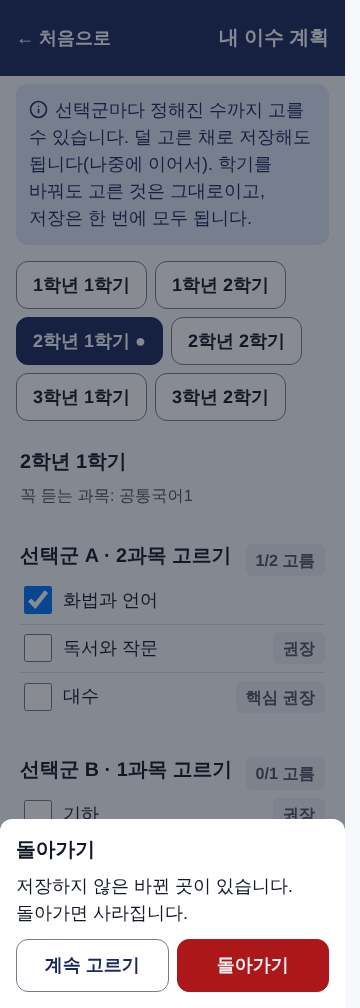 ← 처음으로
내 이수 계획
선택군마다 정해진 수까지 고를
수 있습니다. 덜 고른 채로 저장해도
됩니다(나중에 이어서). 학기를
바꿔도 고른 것은 그대로이고,
저장은 한 번에 모두 됩니다.
1학년 1학기
1학년 2학기
2학년 1학기 ●
2학년 2학기
3학년 1학기
3학년 2학기
2학년 1학기
꼭 듣는 과목: 공통국어1
선택군 A · 2과목 고르기
1/2 고름
화법과 언어
독서와 작문
권장
대수
핵심 권장
선택군 B · 1과목 고르기
0/1 고름
기하
권장
돌아가기
저장하지 않은 바뀐 곳이 있습니다.
돌아가면 사라집니다.
계속 고르기
돌아가기